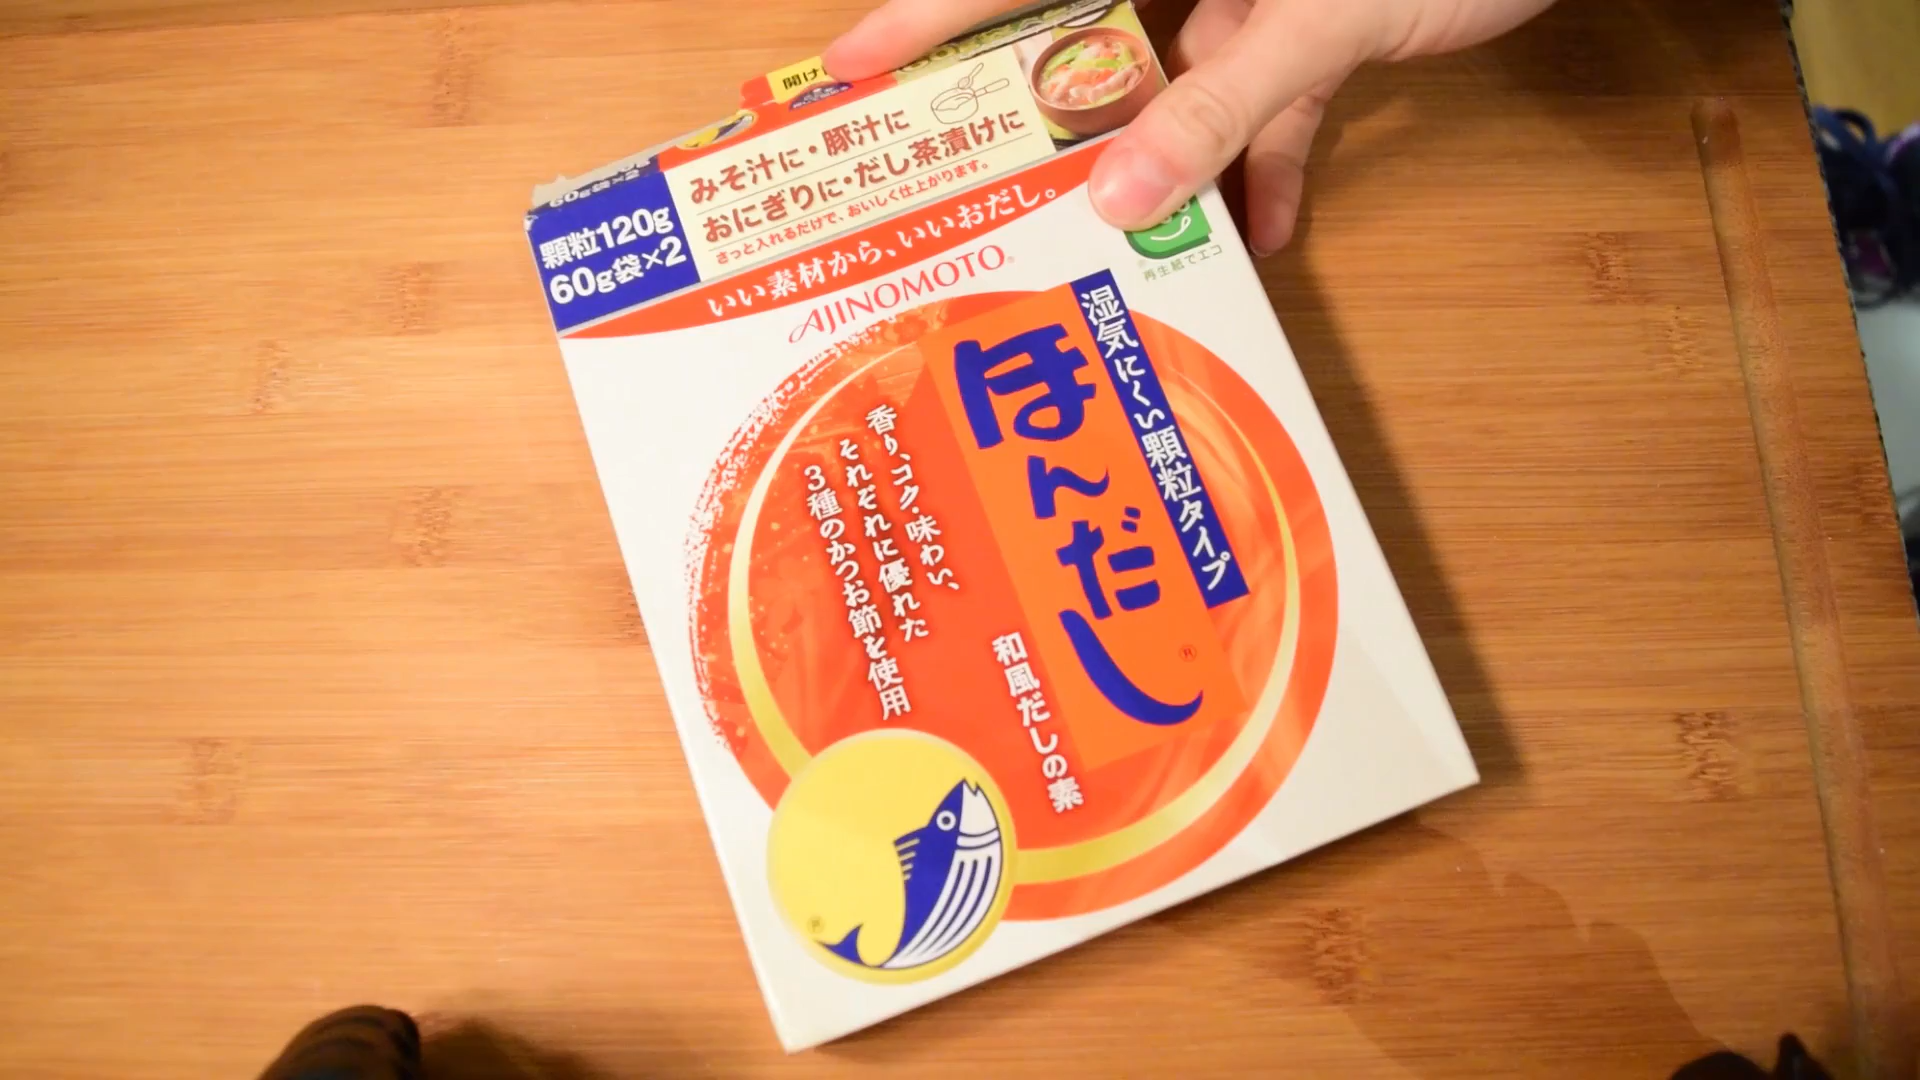 開け
60g袋×2
顆粒120g
60g袋×2
みそ汁に・豚汁に
おにぎりに・だし茶漬けに
さっと入れるだけで、おいしく仕上がります。
いい素材から、いいおだし。
AJINOMOTO®
再生紙でエコ
湿気にくい顆粒タイプ
ほんだし®
和風だしの素
香り、コク・味わい、
それぞれに優れた
3種のかつお節を使用
®